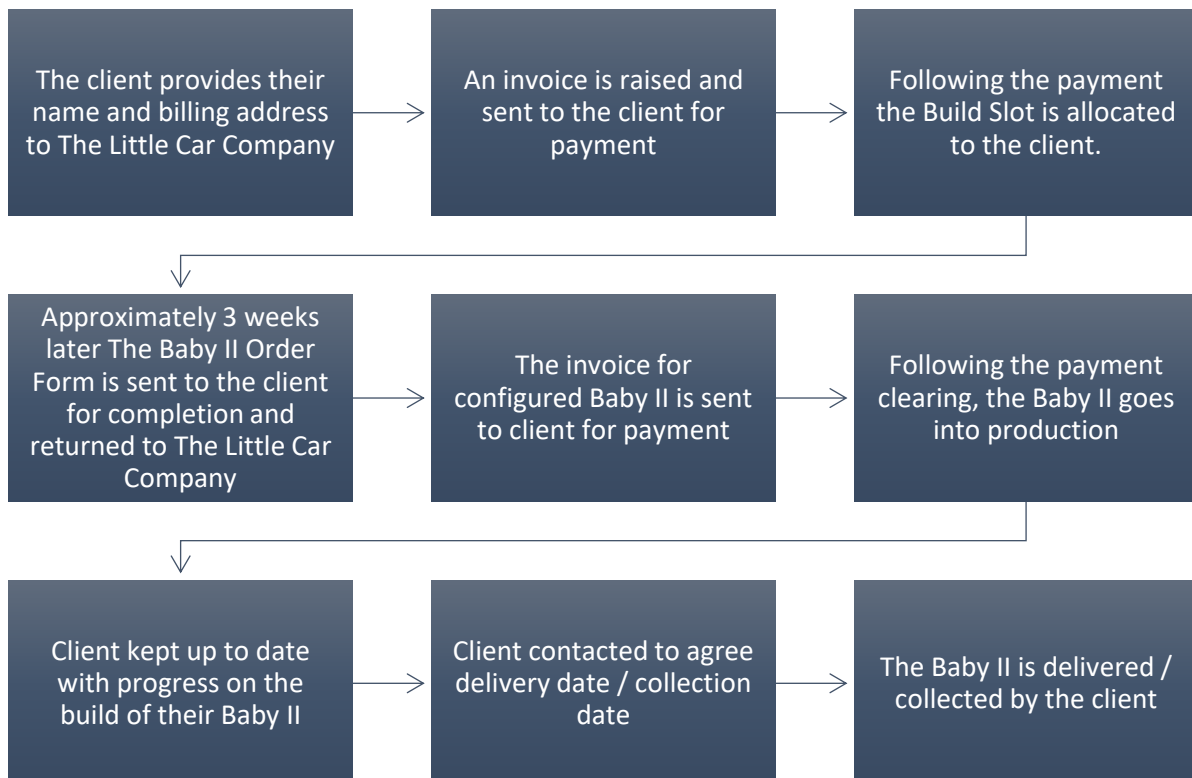 The client provides their
name and billing address
to The Little Car Company
An invoice is raised and
sent to the client for
payment
Following the payment
the Build Slot is allocated
to the client.
Approximately 3 weeks
later The Baby II Order
Form is sent to the client
for completion and
returned to The Little Car
Company
The invoice for
configured Baby II is sent
to client for payment
Following the payment
clearing, the Baby II goes
into production
Client kept up to date
with progress on the
build of their Baby II
Client contacted to agree
delivery date / collection
date
The Baby II is delivered /
collected by the client